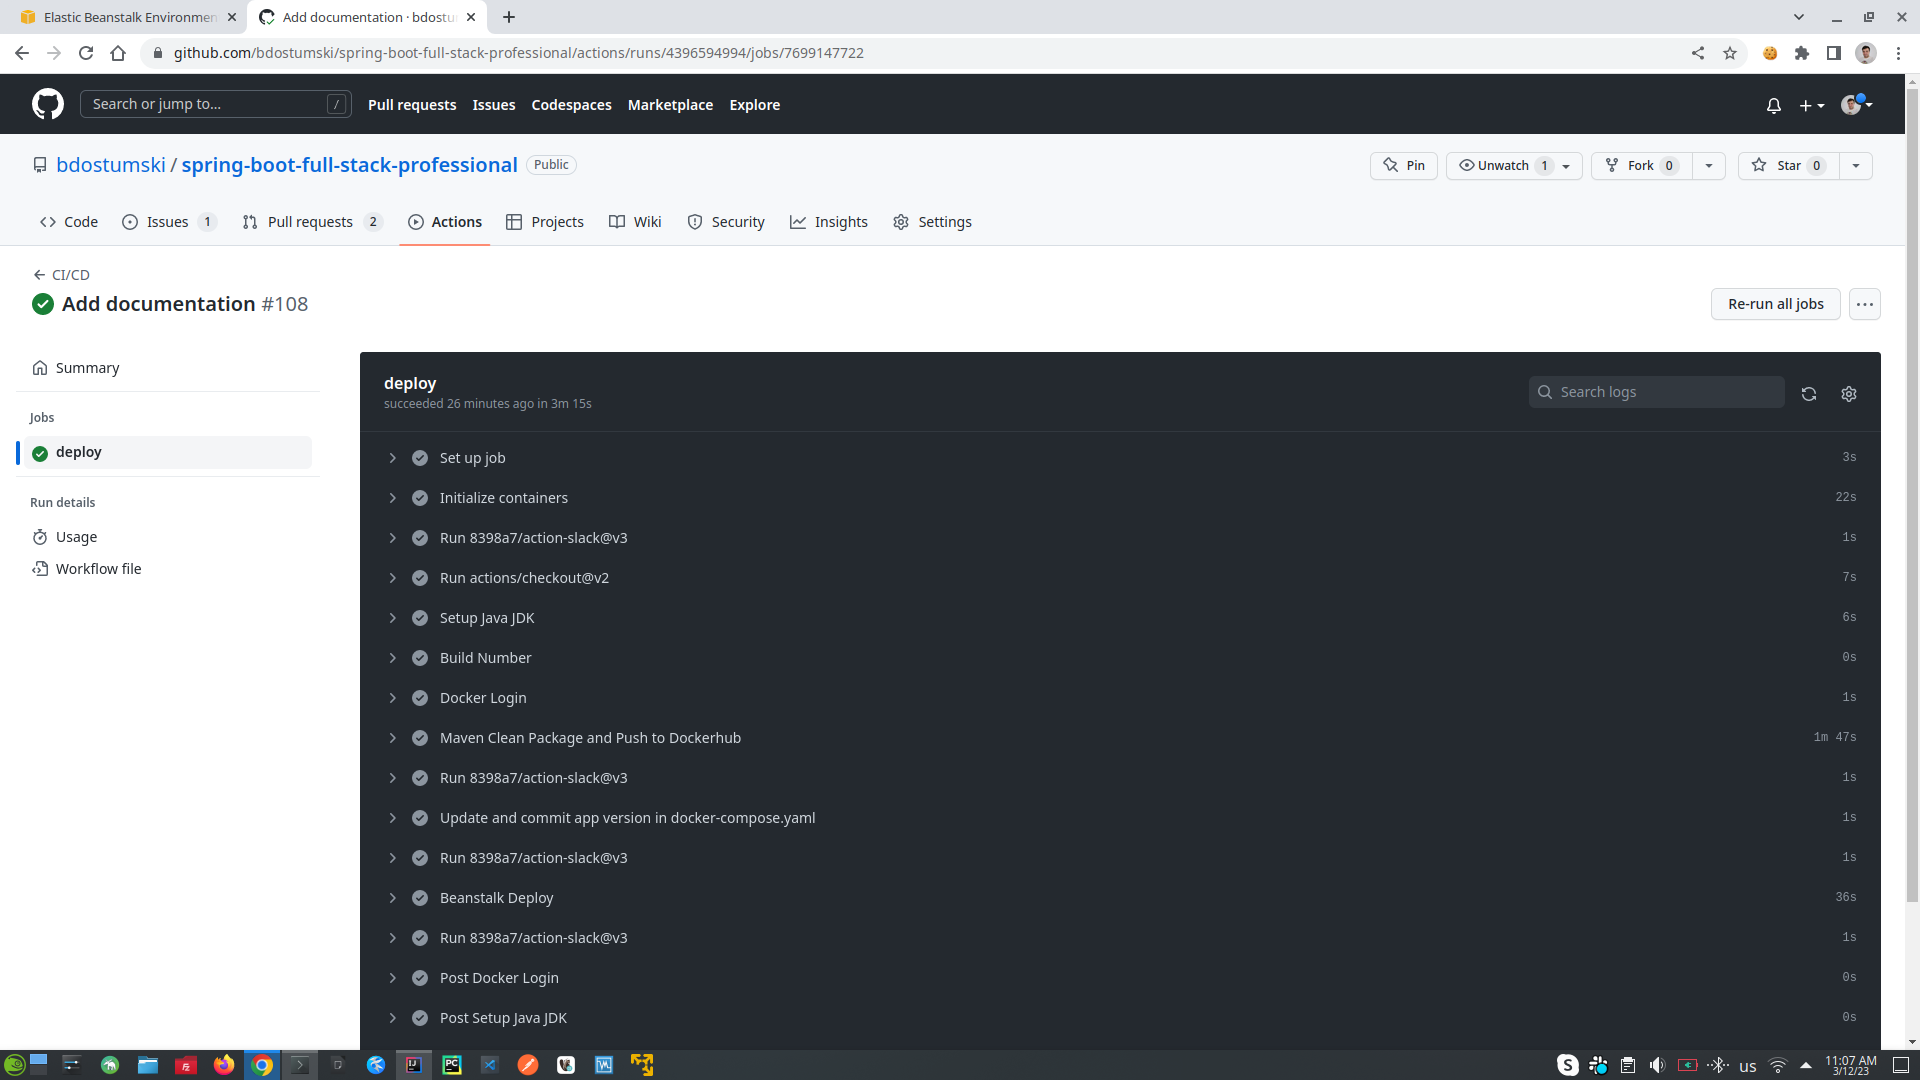 Elastic Beanstalk Environmen
Add documentation · bdostu
github.com/bdostumski/spring-boot-full-stack-professional/actions/runs/4396594994/jobs/7699147722
Search or jump to... / Pull requests Issues Codespaces Marketplace Explore
bdostumski / spring-boot-full-stack-professional Public
Pin Unwatch 1 Fork 0 Star 0
Code Issues 1 Pull requests 2 Actions Projects Wiki Security Insights Settings
← CI/CD
Add documentation #108
Re-run all jobs
Summary
Jobs
deploy
Run details
Usage
Workflow file
deploy
succeeded 26 minutes ago in 3m 15s
Search logs
Set up job 3s
Initialize containers 22s
Run 8398a7/action-slack@v3 1s
Run actions/checkout@v2 7s
Setup Java JDK 6s
Build Number 0s
Docker Login 1s
Maven Clean Package and Push to Dockerhub 1m 47s
Run 8398a7/action-slack@v3 1s
Update and commit app version in docker-compose.yaml 1s
Run 8398a7/action-slack@v3 1s
Beanstalk Deploy 36s
Run 8398a7/action-slack@v3 1s
Post Docker Login 0s
Post Setup Java JDK 0s
us
11:07 AM
3/12/23